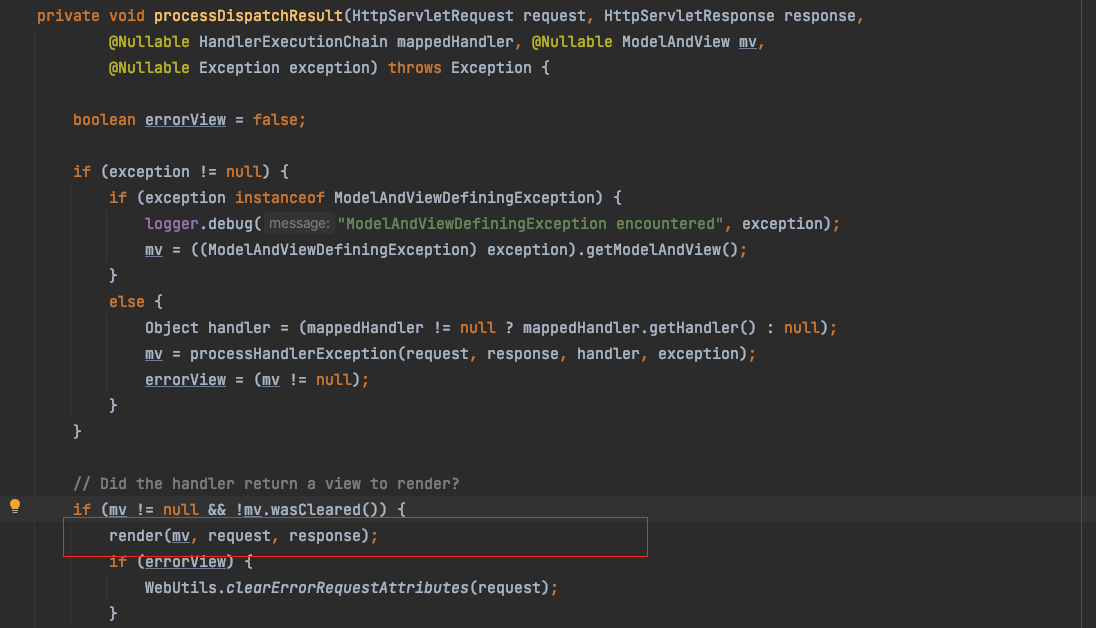 private void processDispatchResult(HttpServletRequest request, HttpServletResponse response,
@Nullable HandlerExecutionChain mappedHandler, @Nullable ModelAndView mv,
@Nullable Exception exception) throws Exception {
boolean errorView = false;
if (exception != null) {
if (exception instanceof ModelAndViewDefiningException) {
logger.debug( message: "ModelAndViewDefiningException encountered", exception);
mv = ((ModelAndViewDefiningException) exception).getModelAndView();
}
else {
Object handler = (mappedHandler != null ? mappedHandler.getHandler() : null);
mv = processHandlerException(request, response, handler, exception);
errorView = (mv != null);
}
}
// Did the handler return a view to render?
if (mv != null && !mv.wasCleared()) {
render(mv, request, response);
if (errorView) {
WebUtils.clearErrorRequestAttributes(request);
}